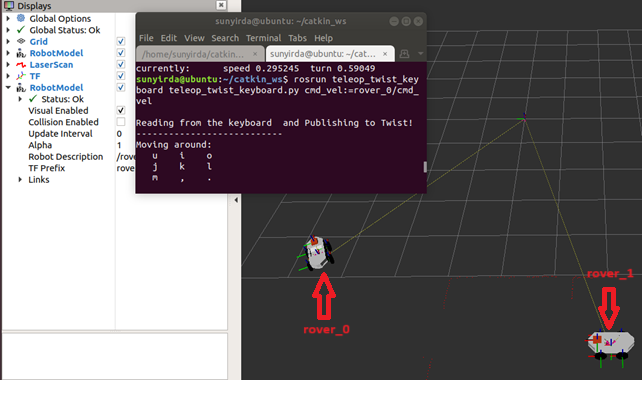 Displays
Global Options
Global Status: Ok
Grid
RobotModel
LaserScan
TF
RobotModel
Status: Ok
Visual Enabled
Collision Enabled
Update Interval 0
Alpha 1
Robot Description /rov
TF Prefix rove
Links
sunyirda@ubuntu: ~/catkin_ws
File Edit View Search Terminal Tabs Help
/home/sunyirda/catkin... sunyirda@ubuntu: ~/cat...
currently: speed 0.295245 turn 0.59049
sunyirda@ubuntu:~/catkin_ws$ rosrun teleop_twist_key
board teleop_twist_keyboard.py cmd_vel:=rover_0/cmd_
vel
Reading from the keyboard and Publishing to Twist!
---------------------------
Moving around:
u i o
j k l
m , .
rover_0
rover_1